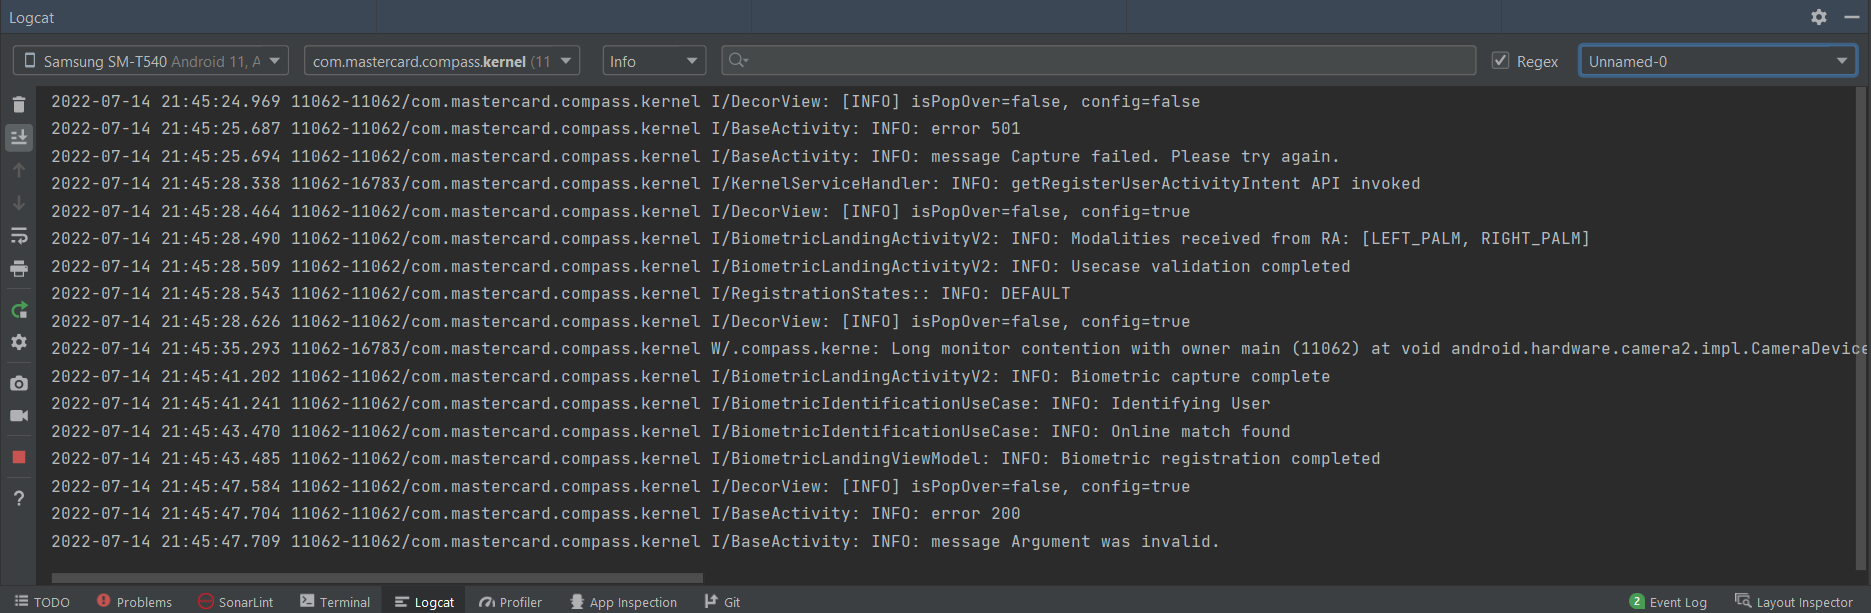 Logcat
Samsung SM-T540 Android 11, A
com.mastercard.compass.kernel (11
Info
Regex
Unnamed-0
2022-07-14 21:45:24.969 11062-11062/com.mastercard.compass.kernel I/DecorView: [INFO] isPopOver=false, config=false
2022-07-14 21:45:25.687 11062-11062/com.mastercard.compass.kernel I/BaseActivity: INFO: error 501
2022-07-14 21:45:25.694 11062-11062/com.mastercard.compass.kernel I/BaseActivity: INFO: message Capture failed. Please try again.
2022-07-14 21:45:28.338 11062-16783/com.mastercard.compass.kernel I/KernelServiceHandler: INFO: getRegisterUserActivityIntent API invoked
2022-07-14 21:45:28.464 11062-11062/com.mastercard.compass.kernel I/DecorView: [INFO] isPopOver=false, config=true
2022-07-14 21:45:28.490 11062-11062/com.mastercard.compass.kernel I/BiometricLandingActivityV2: INFO: Modalities received from RA: [LEFT_PALM, RIGHT_PALM]
2022-07-14 21:45:28.509 11062-11062/com.mastercard.compass.kernel I/BiometricLandingActivityV2: INFO: Usecase validation completed
2022-07-14 21:45:28.543 11062-11062/com.mastercard.compass.kernel I/RegistrationStates:: INFO: DEFAULT
2022-07-14 21:45:28.626 11062-11062/com.mastercard.compass.kernel I/DecorView: [INFO] isPopOver=false, config=true
2022-07-14 21:45:35.293 11062-16783/com.mastercard.compass.kernel W/.compass.kerne: Long monitor contention with owner main (11062) at void android.hardware.camera2.impl.CameraDevice
2022-07-14 21:45:41.202 11062-11062/com.mastercard.compass.kernel I/BiometricLandingActivityV2: INFO: Biometric capture complete
2022-07-14 21:45:41.241 11062-11062/com.mastercard.compass.kernel I/BiometricIdentificationUseCase: INFO: Identifying User
2022-07-14 21:45:43.470 11062-11062/com.mastercard.compass.kernel I/BiometricIdentificationUseCase: INFO: Online match found
2022-07-14 21:45:43.485 11062-11062/com.mastercard.compass.kernel I/BiometricLandingViewModel: INFO: Biometric registration completed
2022-07-14 21:45:47.584 11062-11062/com.mastercard.compass.kernel I/DecorView: [INFO] isPopOver=false, config=true
2022-07-14 21:45:47.704 11062-11062/com.mastercard.compass.kernel I/BaseActivity: INFO: error 200
2022-07-14 21:45:47.709 11062-11062/com.mastercard.compass.kernel I/BaseActivity: INFO: message Argument was invalid.
TODO
Problems
SonarLint
Terminal
Logcat
Profiler
App Inspection
Git
2 Event Log
Layout Inspector